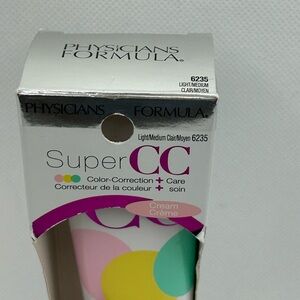 PHYSICIANS
FORMULA®
6235
LIGHT/MEDIUM
CLAIR/MOYEN
PHYSICIANS FORMULA®
Light/Medium Clair/Moyen 6235
Super CC
Color-Correction + Care
Correcteur de la couleur + soin
Cream
Crème
CC